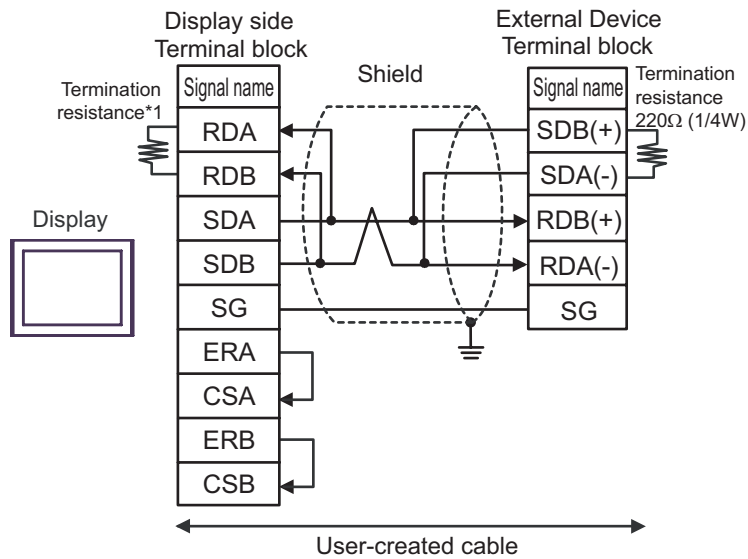 Display side
Terminal block
External Device
Terminal block
Shield
Termination
resistance*1
Termination
resistance
220Ω (1/4W)
Signal name
RDA
RDB
SDA
SDB
SG
ERA
CSA
ERB
CSB
Signal name
SDB(+)
SDA(-)
RDB(+)
RDA(-)
SG
Display
User-created cable